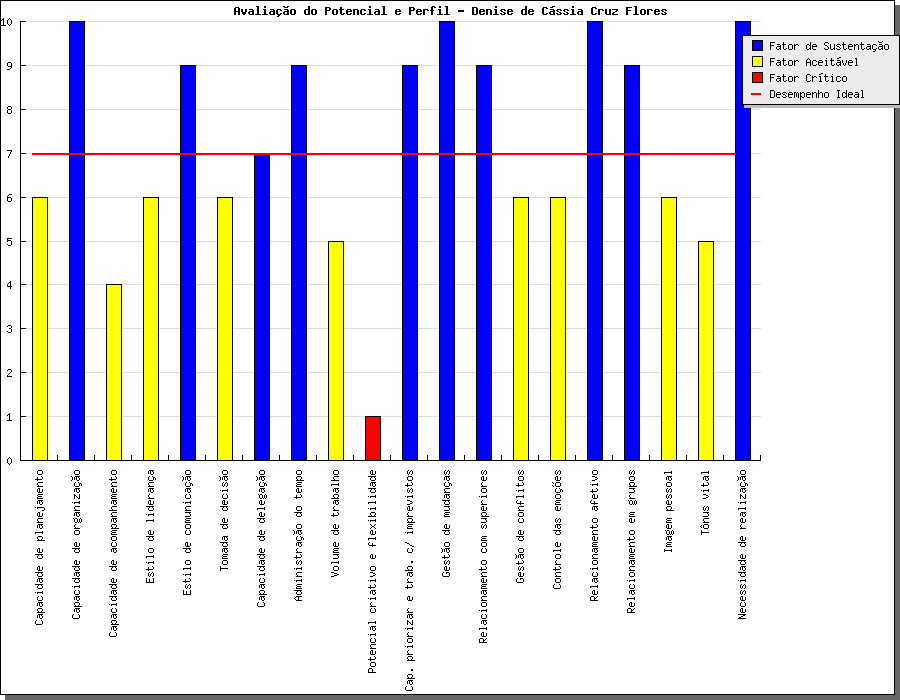 Avaliação do Potencial e Perfil - Denise de Cássia Cruz Flores
Fator de Sustentação
Fator Aceitável
Fator Crítico
Desempenho Ideal
10
9
8
7
6
5
4
3
2
1
0
Capacidade de planejamento
Capacidade de organização
Capacidade de acompanhamento
Estilo de liderança
Estilo de comunicação
Tomada de decisão
Capacidade de delegação
Administração do tempo
Volume de trabalho
Potencial criativo e flexibilidade
Cap. priorizar e trab. c/ imprevistos
Gestão de mudanças
Relacionamento com superiores
Gestão de conflitos
Controle das emoções
Relacionamento afetivo
Relacionamento em grupos
Imagem pessoal
Tônus vital
Necessidade de realização